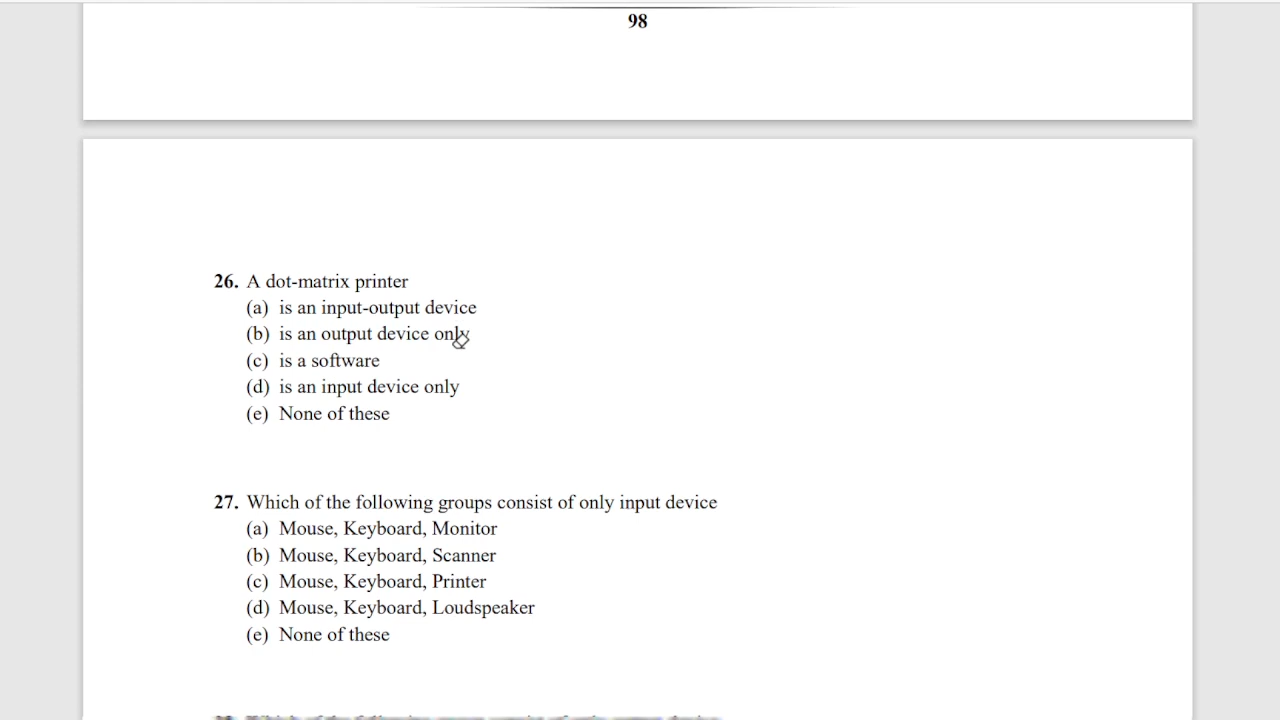 98
26. A dot-matrix printer
(a) is an input-output device
(b) is an output device only
(c) is a software
(d) is an input device only
(e) None of these
27. Which of the following groups consist of only input device
(a) Mouse, Keyboard, Monitor
(b) Mouse, Keyboard, Scanner
(c) Mouse, Keyboard, Printer
(d) Mouse, Keyboard, Loudspeaker
(e) None of these